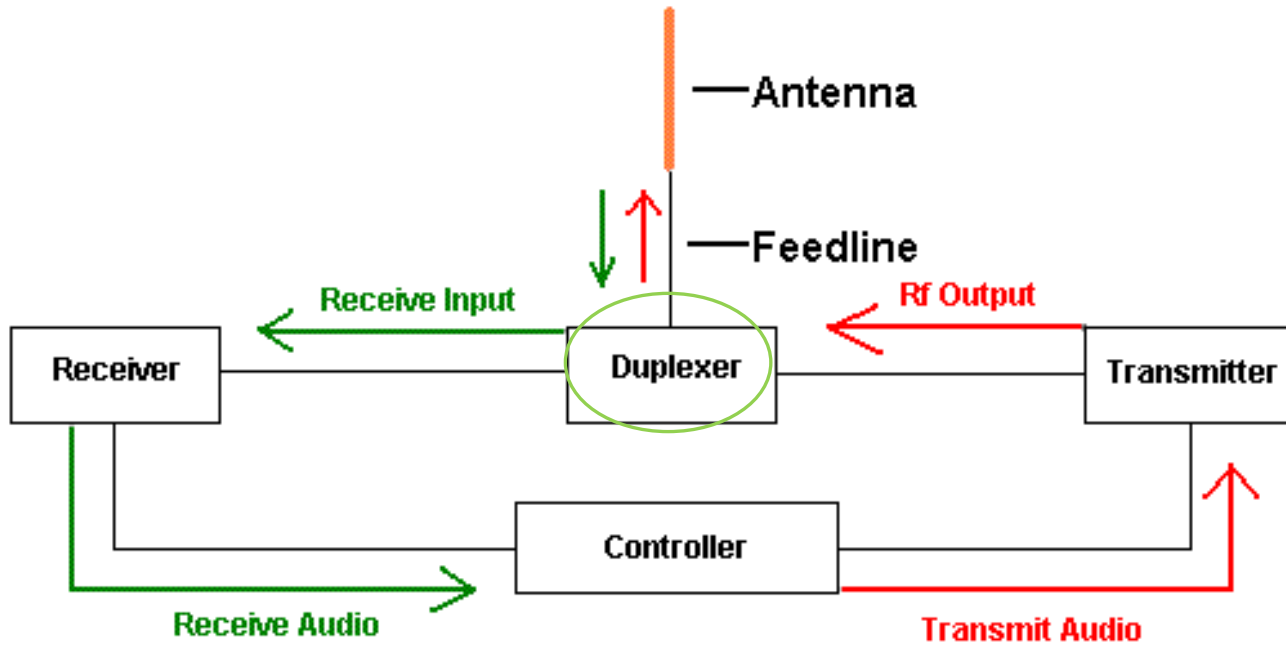 Antenna
Feedline
Receive Input
Rf Output
Receiver
Duplexer
Transmitter
Controller
Receive Audio
Transmit Audio